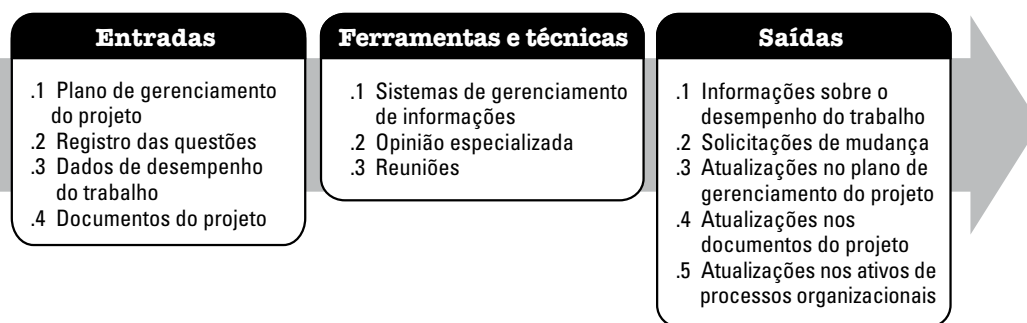 Entradas
.1 Plano de gerenciamento
do projeto
.2 Registro das questões
.3 Dados de desempenho
do trabalho
.4 Documentos do projeto
Ferramentas e técnicas
.1 Sistemas de gerenciamento
de informações
.2 Opinião especializada
.3 Reuniões
Saídas
.1 Informações sobre o
desempenho do trabalho
.2 Solicitações de mudança
.3 Atualizações no plano de
gerenciamento do projeto
.4 Atualizações nos
documentos do projeto
.5 Atualizações nos ativos de
processos organizacionais